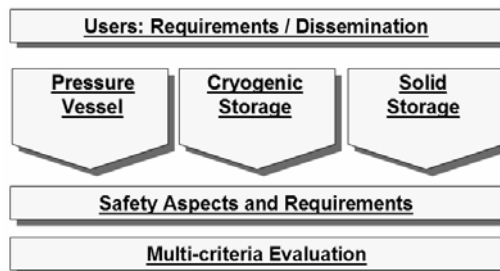 Users: Requirements / Dissemination
Pressure
Vessel
Cryogenic
Storage
Solid
Storage
Safety Aspects and Requirements
Multi-criteria Evaluation